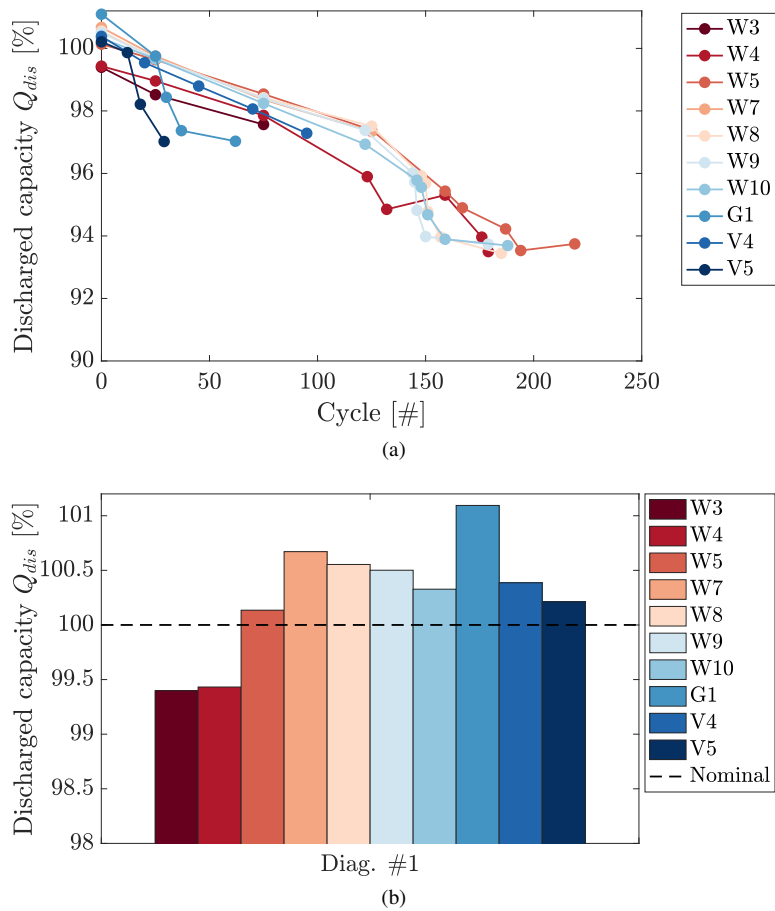 Discharged capacity Q_dis [%]
100
98
96
94
92
90
0
50
100
150
200
250
Cycle [#]
W3
W4
W5
W7
W8
W9
W10
G1
V4
V5
(a)
Discharged capacity Q_dis [%]
101
100.5
100
99.5
99
98.5
98
Diag. #1
W3
W4
W5
W7
W8
W9
W10
G1
V4
V5
Nominal
(b)